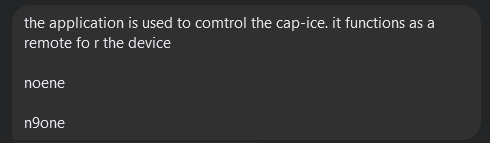 the application is used to comtrol the cap-ice. it functions as a
remote fo r the device
noene
n9one